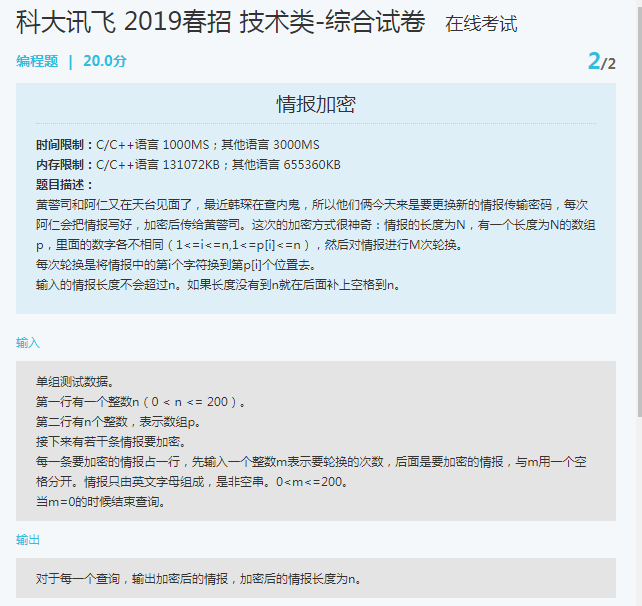 科大讯飞 2019春招 技术类-综合试卷 在线考试
编程题 | 20.0分 2/2
情报加密
时间限制：C/C++语言 1000MS；其他语言 3000MS
内存限制：C/C++语言 131072KB；其他语言 655360KB
题目描述：
黄警司和阿仁又在天台见面了，最近韩琛在查内鬼，所以他们俩今天来是要更换新的情报传输密码，每次
阿仁会把情报写好，加密后传给黄警司。这次的加密方式很神奇：情报的长度为N，有一个长度为N的数组
p，里面的数字各不相同（1<=i<=n,1<=p[i]<=n），然后对情报进行M次轮换。
每次轮换是将情报中的第i个字符换到第p[i]个位置去。
输入的情报长度不会超过n。如果长度没有到n就在后面补上空格到n。
输入
单组测试数据。
第一行有一个整数n（0 < n <= 200）。
第二行有n个整数，表示数组p。
接下来有若干条情报要加密。
每一条要加密的情报占一行，先输入一个整数m表示要轮换的次数，后面是要加密的情报，与m用一个空
格分开。情报只由英文字母组成，是非空串。0<m<=200。
当m=0的时候结束查询。
输出
对于每一个查询，输出加密后的情报，加密后的情报长度为n。